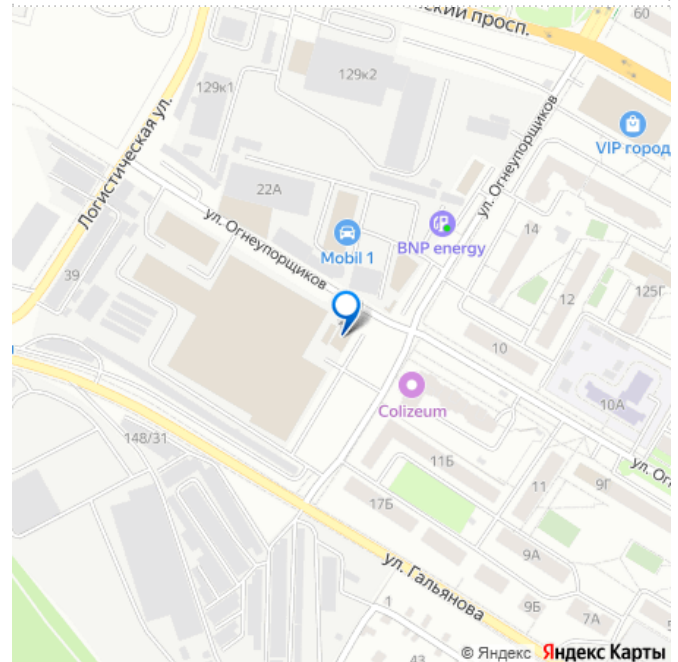 нский просп.
60
129к2
129к1
VIP город
Логистическая ул.
ул. Огнеупорщиков
22А
ул. Огнеупорщиков
Mobil 1
BNP energy
14
39
12
125Г
10
Colizeum
10А
148/31
11Б
ул. Ог
11
9Г
17Б
9А
ул. Гальянова
1
9Б
7А
43
© Яндекс Яндекс Карты